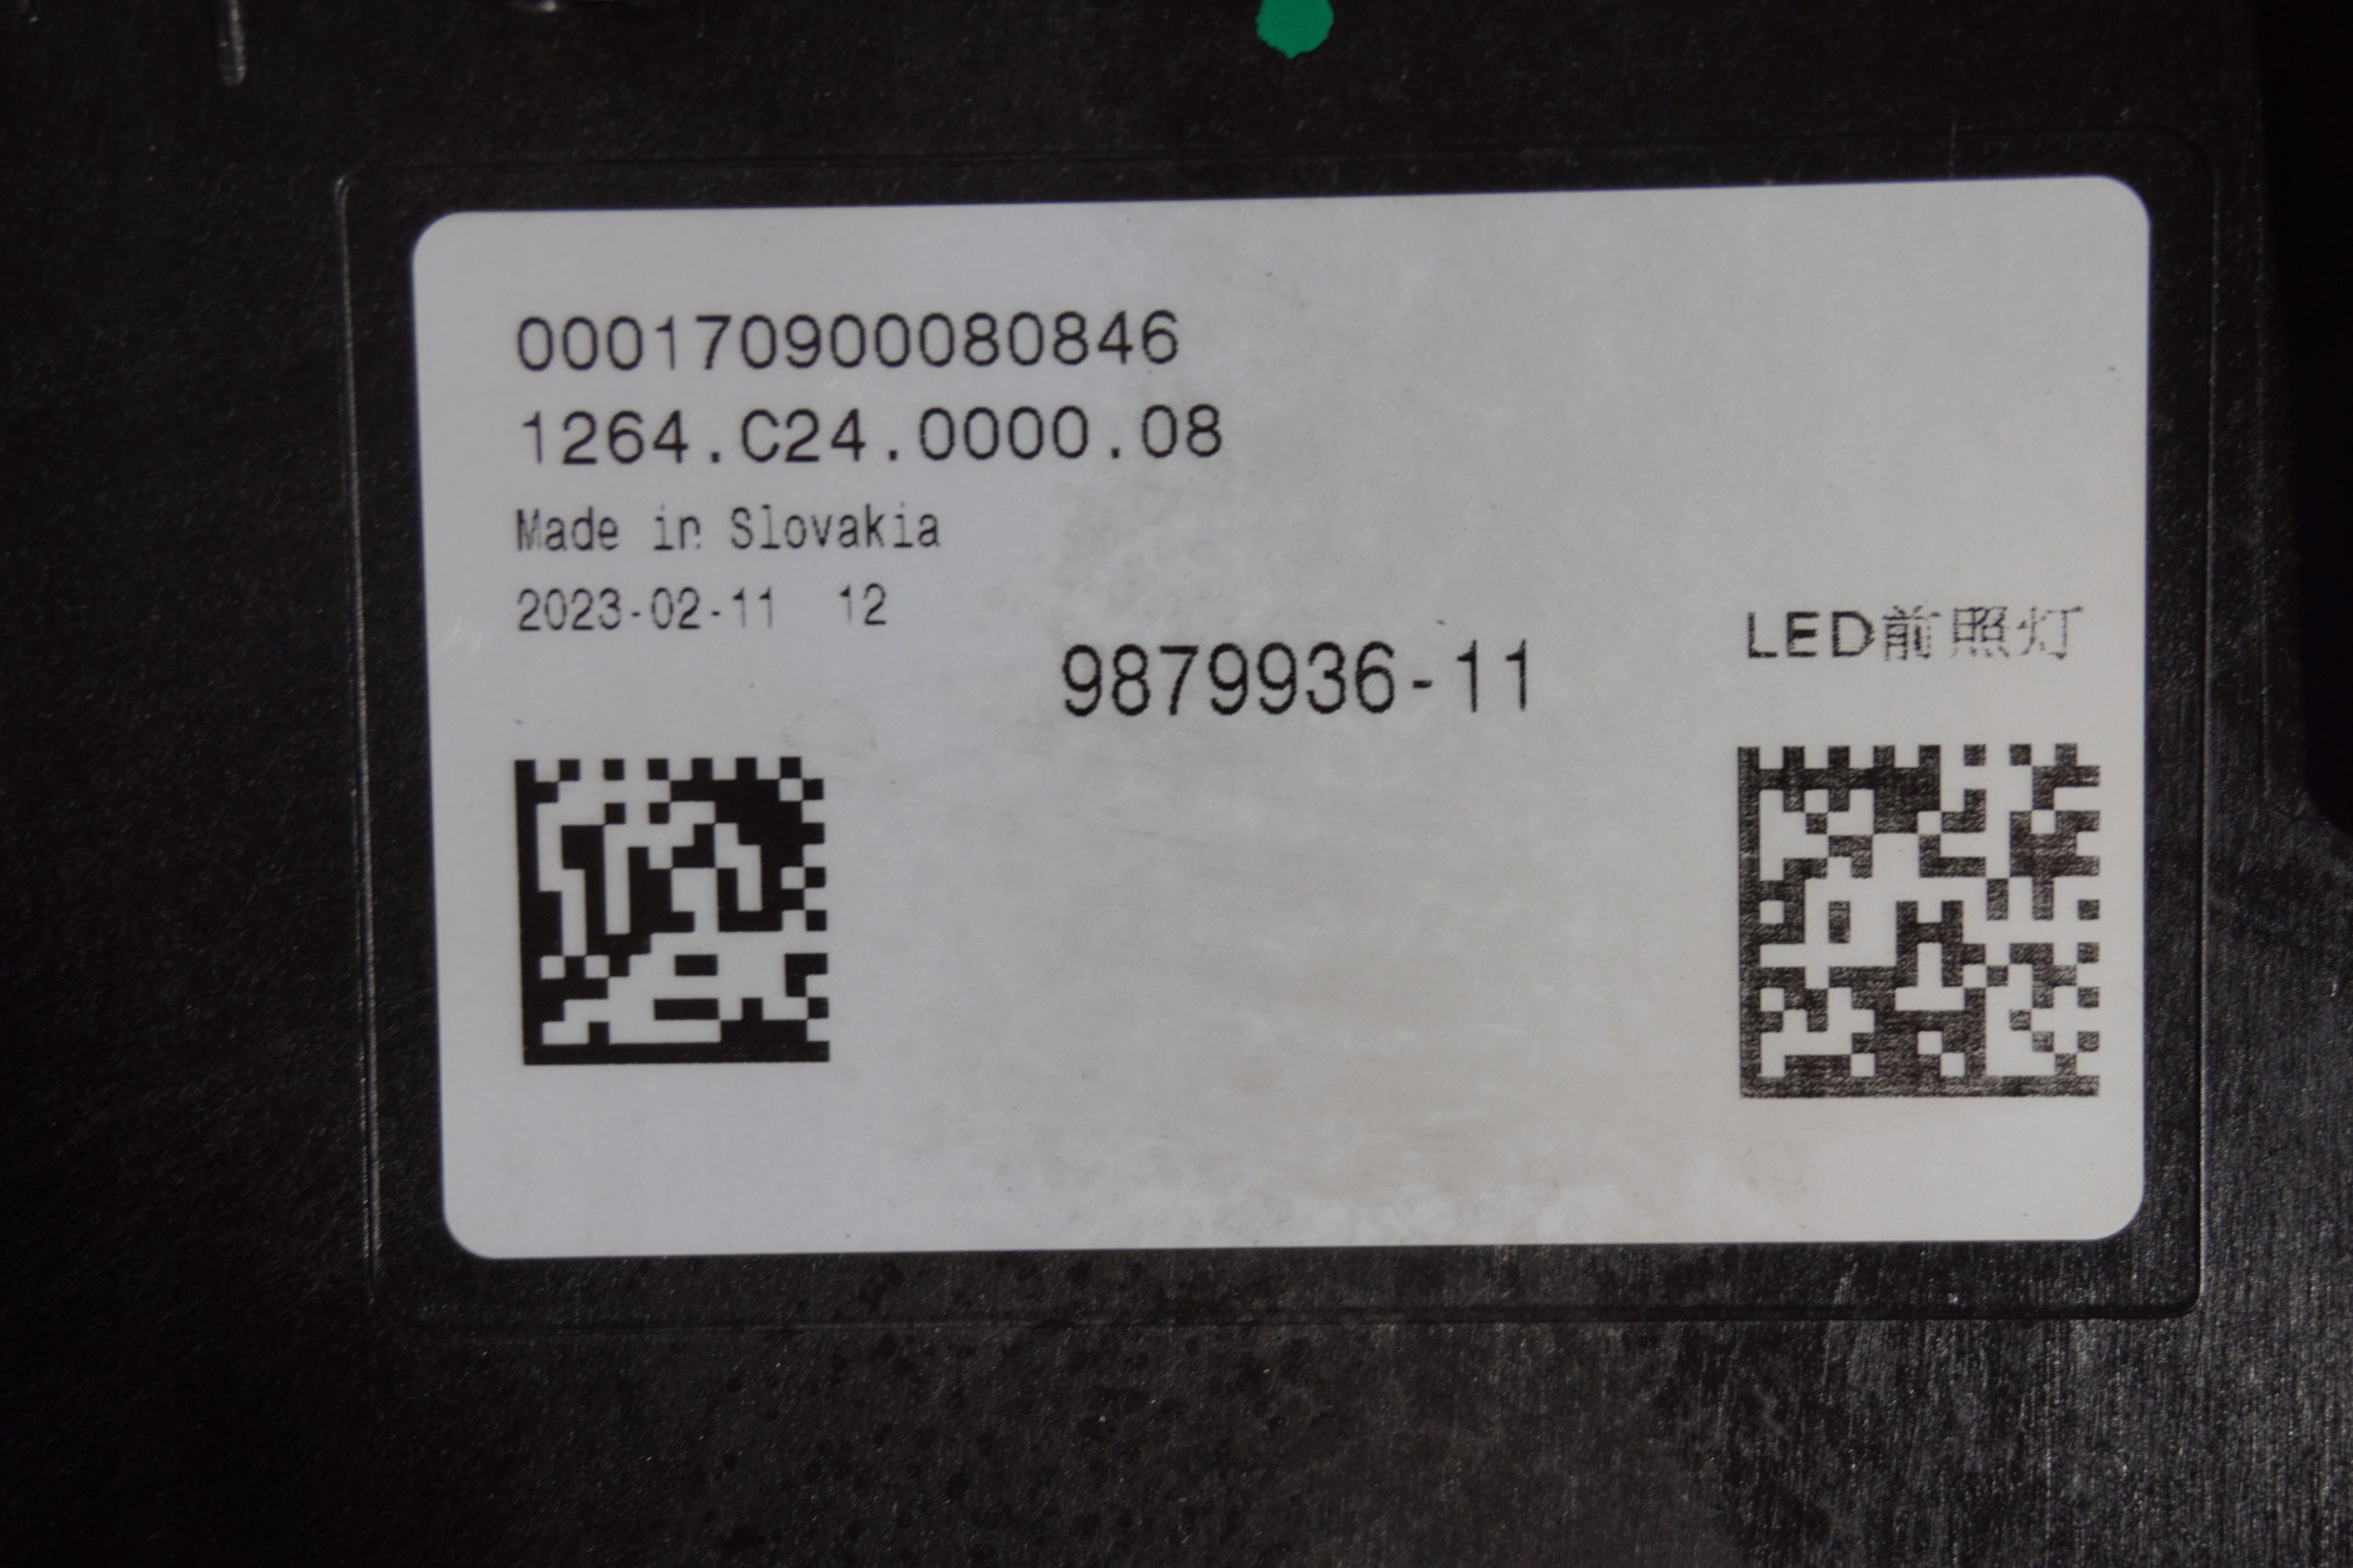 000170900080846
1264.C24.0000.08
Made in Slovakia
2023-02-11 12
9879936-11
LED前照灯